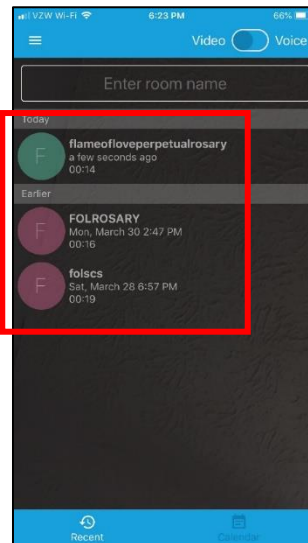 VZW Wi-Fi 6:23 PM 66%
Video Voice
Enter room name
Today
F
flameofloveperpetualrosary
a few seconds ago
00:14
Earlier
F
FOLROSARY
Mon, March 30 2:47 PM
00:16
F
folscs
Sat, March 28 6:57 PM
00:19
Recent Calendar